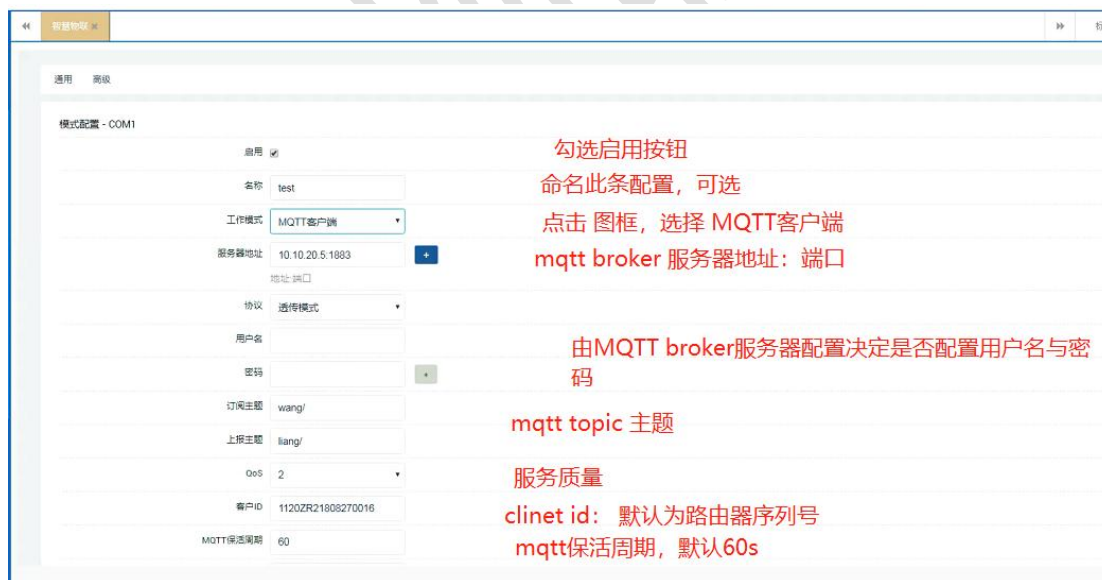 智慧物联 ×
通用 高级
模式配置 - COM1
启用 勾选启用按钮
名称 test 命名此条配置，可选
工作模式 MQTT客户端 点击 图框，选择 MQTT客户端
服务器地址 10.10.20.5:1883 + mqtt broker 服务器地址：端口
地址:端口
协议 透传模式
用户名
由MQTT broker服务器配置决定是否配置用户名与密
密码 码
订阅主题 wang/
mqtt topic 主题
上报主题 liang/
QoS 2 服务质量
客户ID 1120ZR21808270016 clinet id： 默认为路由器序列号
MQTT保活周期 60 mqtt保活周期，默认60s